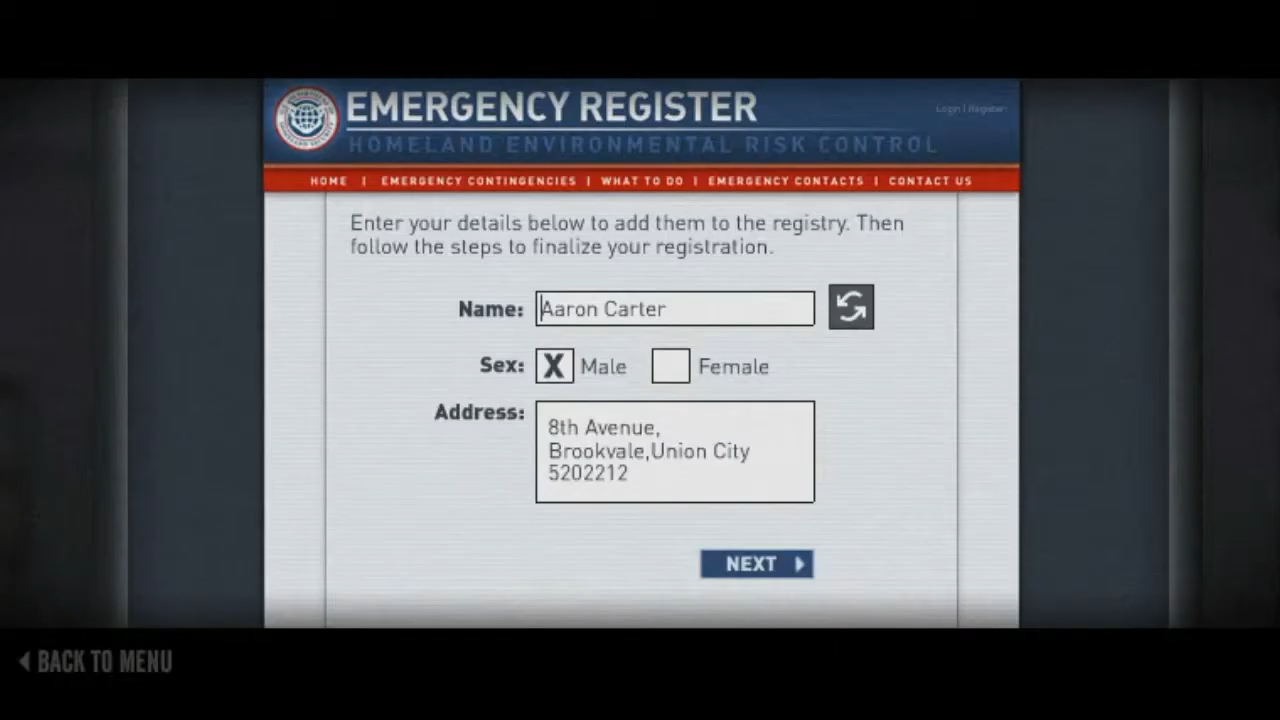 EMERGENCY REGISTER
Login | Register
HOMELAND ENVIRONMENTAL RISK CONTROL
HOME | EMERGENCY CONTINGENCIES | WHAT TO DO | EMERGENCY CONTACTS | CONTACT US
Enter your details below to add them to the registry. Then
follow the steps to finalize your registration.
Name: Aaron Carter
Sex: X Male Female
Address: 8th Avenue,
Brookvale,Union City
5202212
NEXT
BACK TO MENU